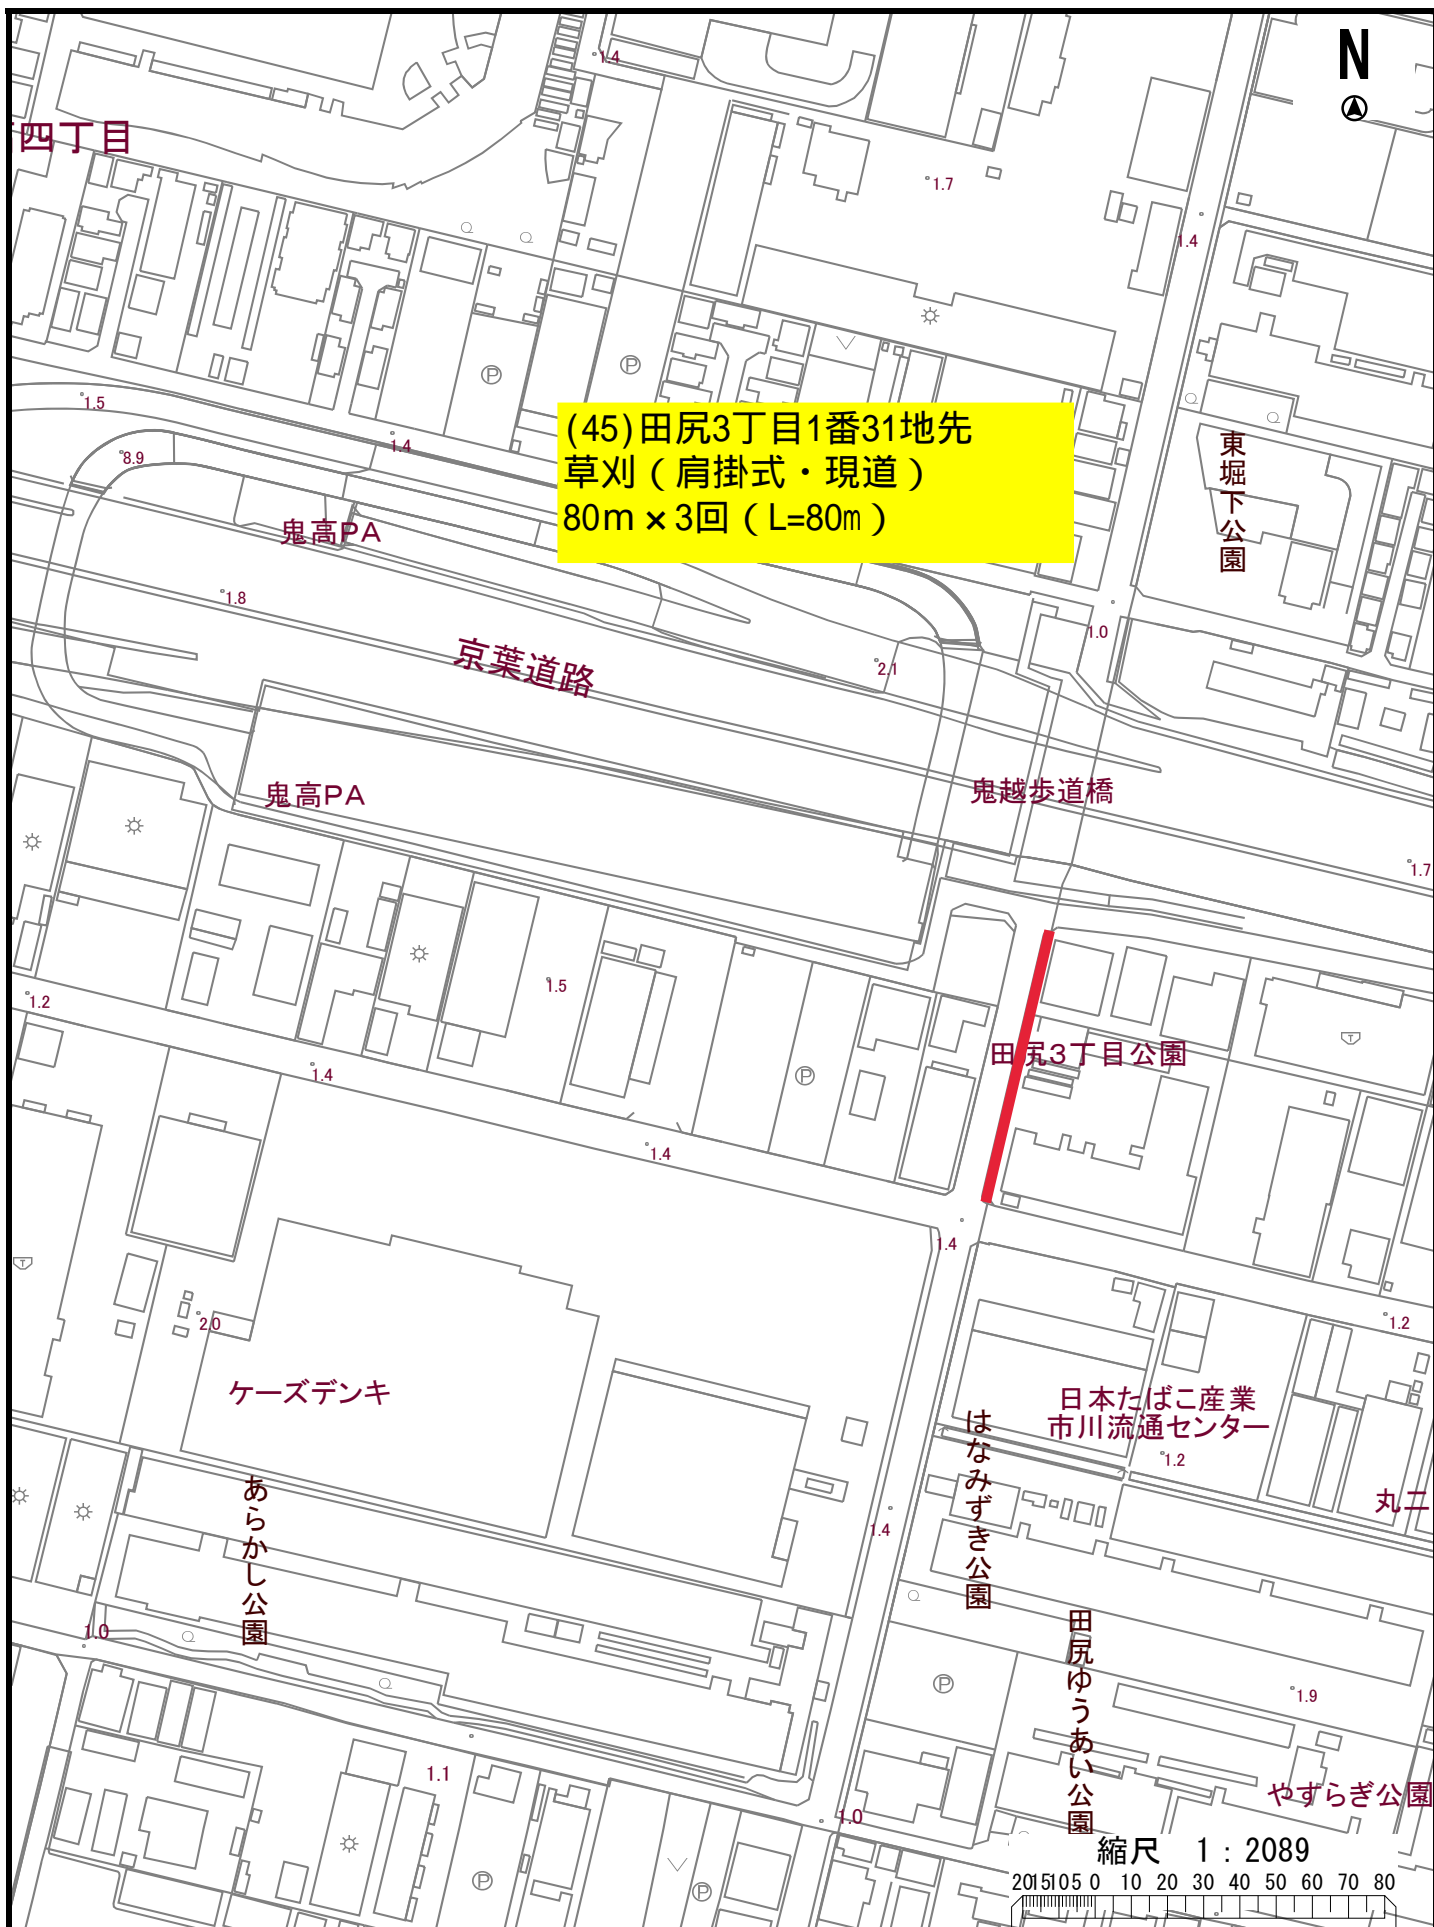 N
四丁目
1.4
1.7
1.4
P
P
1.5
1.4
8.9
(45)田尻3丁目1番31地先
草刈（肩掛式・現道）
80ｍ×3回（L=80㎡）
東堀下公園
鬼高PA
1.8
1.0
京葉道路
2.1
鬼高PA
鬼越歩道橋
1.7
1.2
1.5
田尻3丁目公園
T
1.4
P
1.4
1.4
T
2.0
1.2
ケーズデンキ
日本たばこ産業
市川流通センター
はなみずき公園
1.2
あらかし公園
丸二
1.4
田尻ゆうあい公園
1.0
P
1.9
1.1
やすらぎ公園
1.0
P
P
縮尺 1 : 2089
20 15 10 5 0 10 20 30 40 50 60 70 80